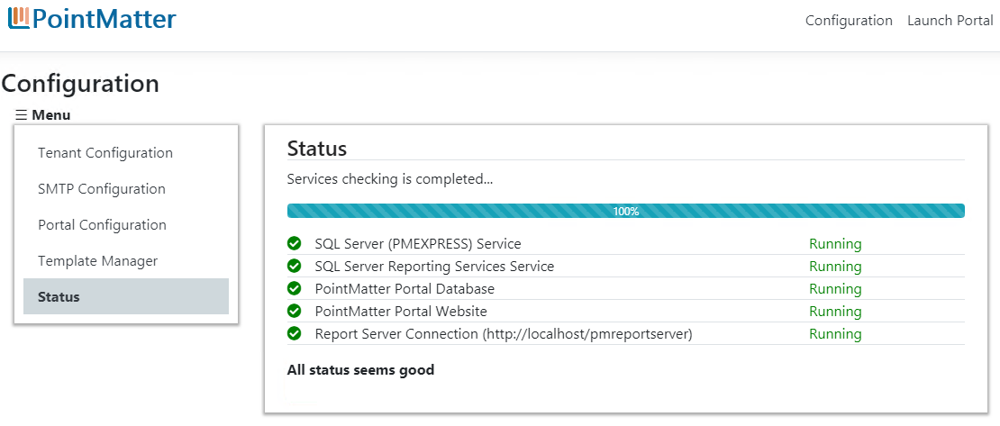 PointMatter
Configuration Launch Portal
Configuration
☰ Menu
Tenant Configuration
SMTP Configuration
Portal Configuration
Template Manager
Status
Status
Services checking is completed...
100%
SQL Server (PMEXPRESS) Service Running
SQL Server Reporting Services Service Running
PointMatter Portal Database Running
PointMatter Portal Website Running
Report Server Connection (http://localhost/pmreportserver) Running
All status seems good